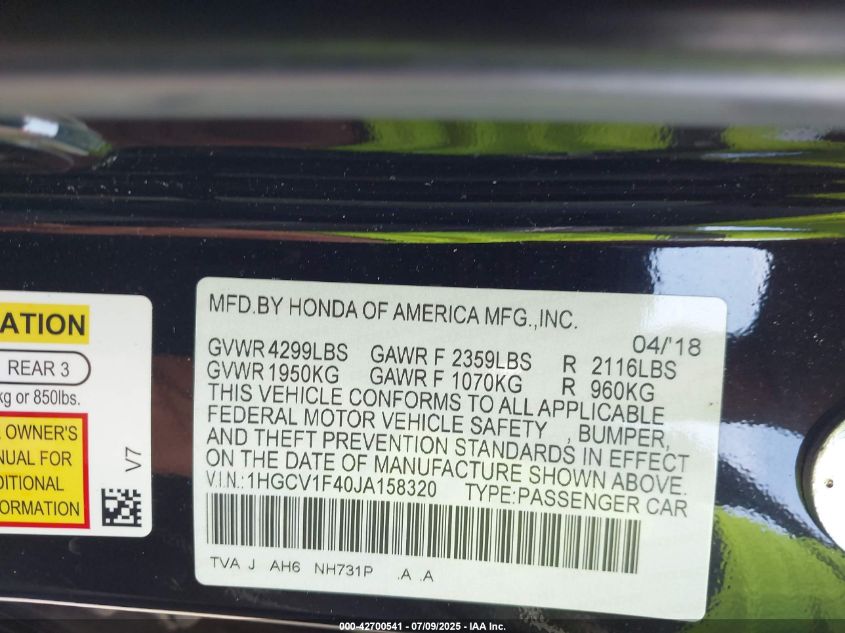 ATION
REAR 3
kg or 850lbs.
OWNER'S
NUAL FOR
DITIONAL
FORMATION
V7
MFD.BY HONDA OF AMERICA MFG.,INC.
04/'18
GVWR 4299LBS GAWR F 2359LBS R 2116LBS
GVWR 1950KG GAWR F 1070KG R 960KG
THIS VEHICLE CONFORMS TO ALL APPLICABLE
FEDERAL MOTOR VEHICLE SAFETY , BUMPER,
AND THEFT PREVENTION STANDARDS IN EFFECT
ON THE DATE OF MANUFACTURE SHOWN ABOVE.
V.I.N.:1HGCV1F40JA158320 TYPE:PASSENGER CAR
TVA J AH6 NH731P .A .A
000-42700541 - 07/09/2025 - IAA Inc.